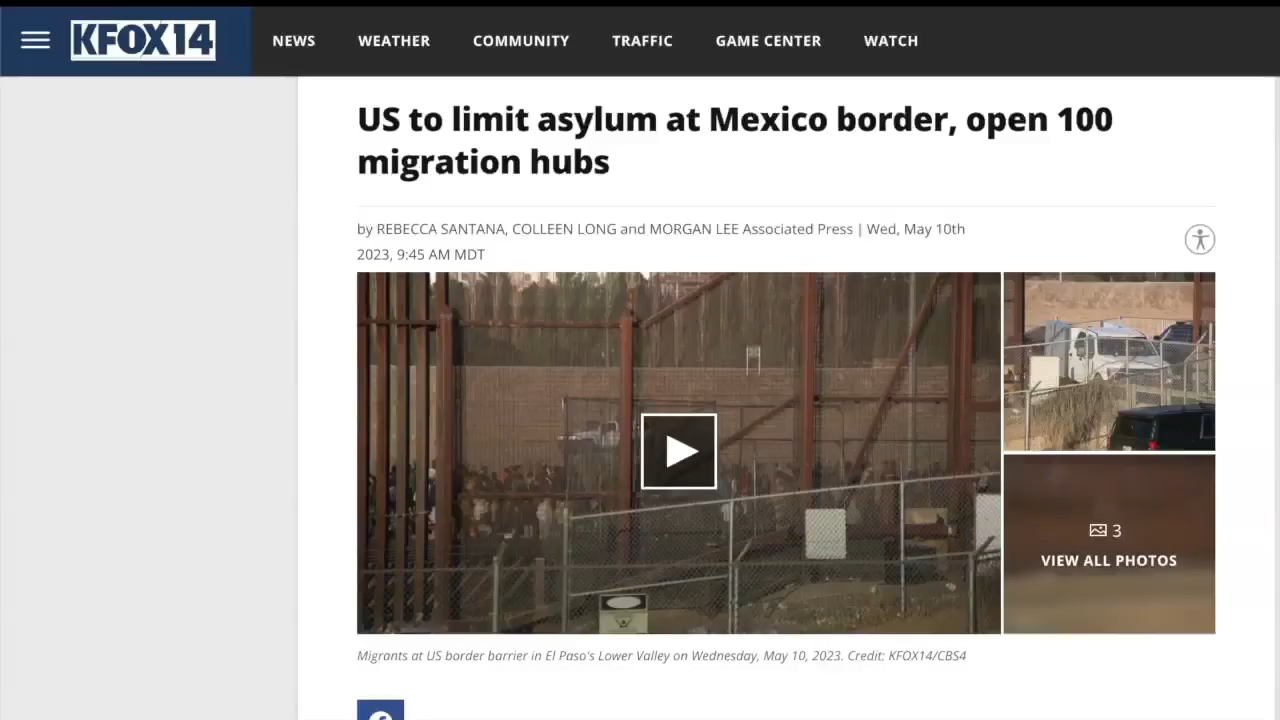 KFOX14
NEWS
WEATHER
COMMUNITY
TRAFFIC
GAME CENTER
WATCH
US to limit asylum at Mexico border, open 100
migration hubs
by REBECCA SANTANA, COLLEEN LONG and MORGAN LEE Associated Press | Wed, May 10th
2023, 9:45 AM MDT
3
VIEW ALL PHOTOS
Migrants at US border barrier in El Paso's Lower Valley on Wednesday, May 10, 2023. Credit: KFOX14/CBS4